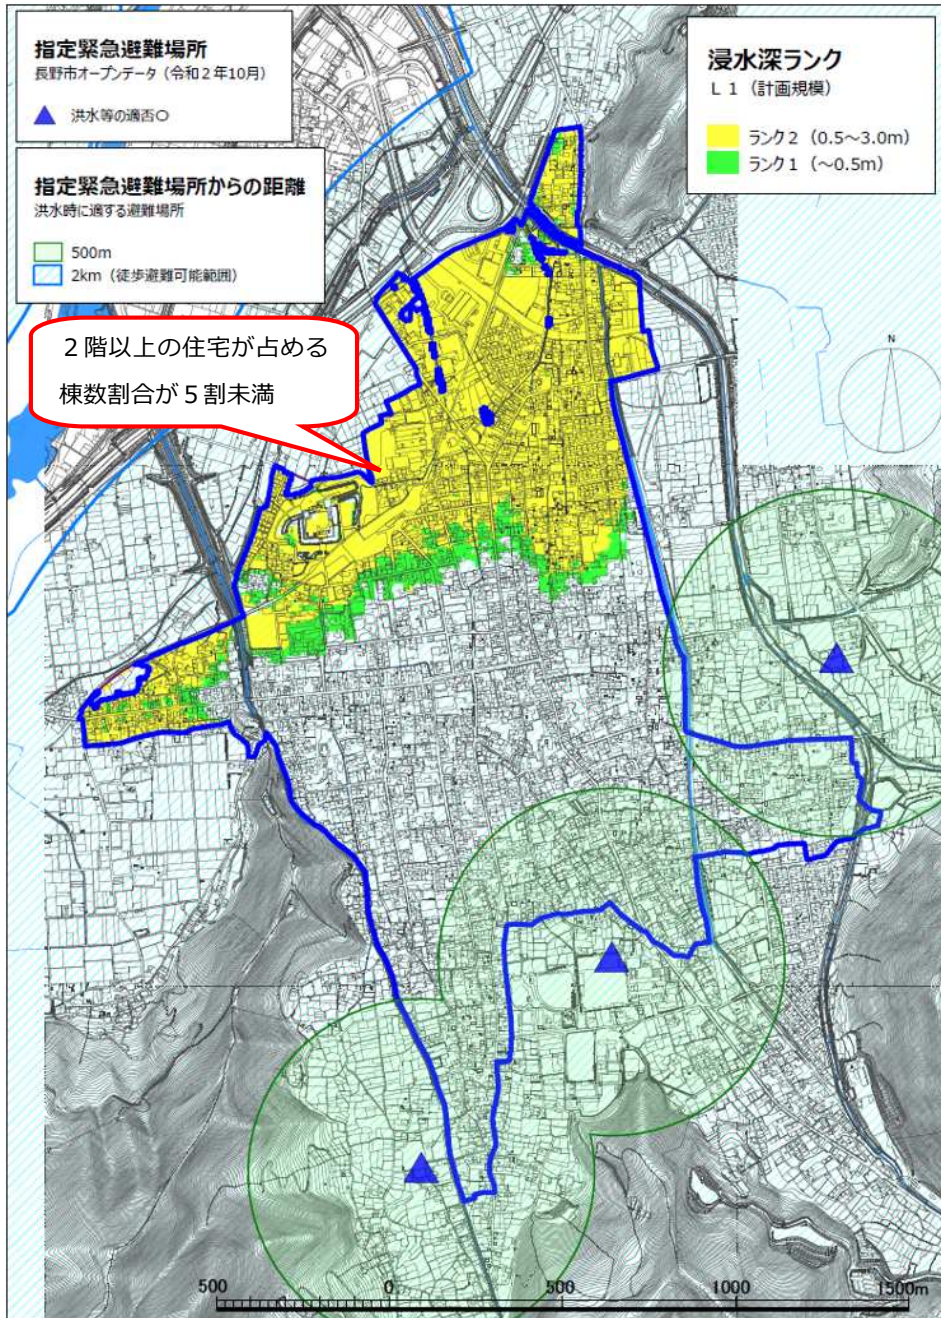 指定緊急避難場所
長野市オープンデータ（令和２年10月）
洪水等の適否〇
指定緊急避難場所からの距離
洪水時に適する避難場所
500m
2km（徒歩避難可能範囲）
浸水深ランク
Ｌ１（計画規模）
ランク２（0.5～3.0m）
ランク１（～0.5m）
２階以上の住宅が占める
棟数割合が５割未満
N
500 0 500 1000 1500m